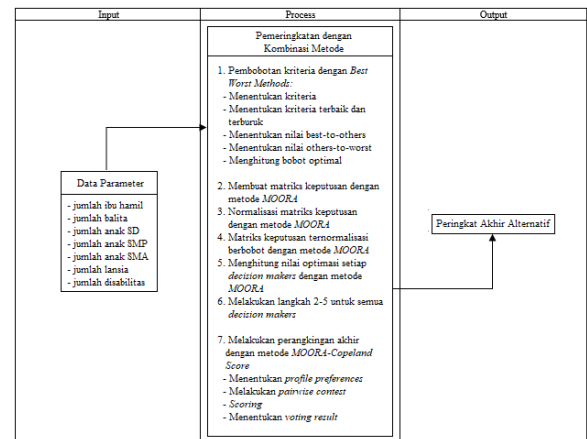 Input
Process
Output
Pemeringkatan dengan
Kombinasi Metode
1. Pembobotan kriteria dengan Best
Worst Methods:
- Menentukan kriteria
- Menentukan kriteria terbaik dan
terburuk
- Menentukan nilai best-to-others
- Menentukan nilai others-to-worst
- Menghitung bobot optimal
2. Membuat matriks keputusan dengan
metode MOORA
3. Normalisasi matriks keputusan
dengan metode MOORA
4. Matriks keputusan ternormalisasi
berbobot dengan metode MOORA
5. Menghitung nilai optimasi setiap
decision makers dengan metode
MOORA
6. Melakukan langkah 2-5 untuk semua
decision makers
7. Melakukan perangkingan akhir
dengan metode MOORA-Copeland
Score
- Menentukan profile preferences
- Melakukan pairwise contest
- Scoring
- Menentukan voting result
Data Parameter
- jumlah ibu hamil
- jumlah balita
- jumlah anak SD
- jumlah anak SMP
- jumlah anak SMA
- jumlah lansia
- jumlah disabilitas
Peringkat Akhir Alternatif